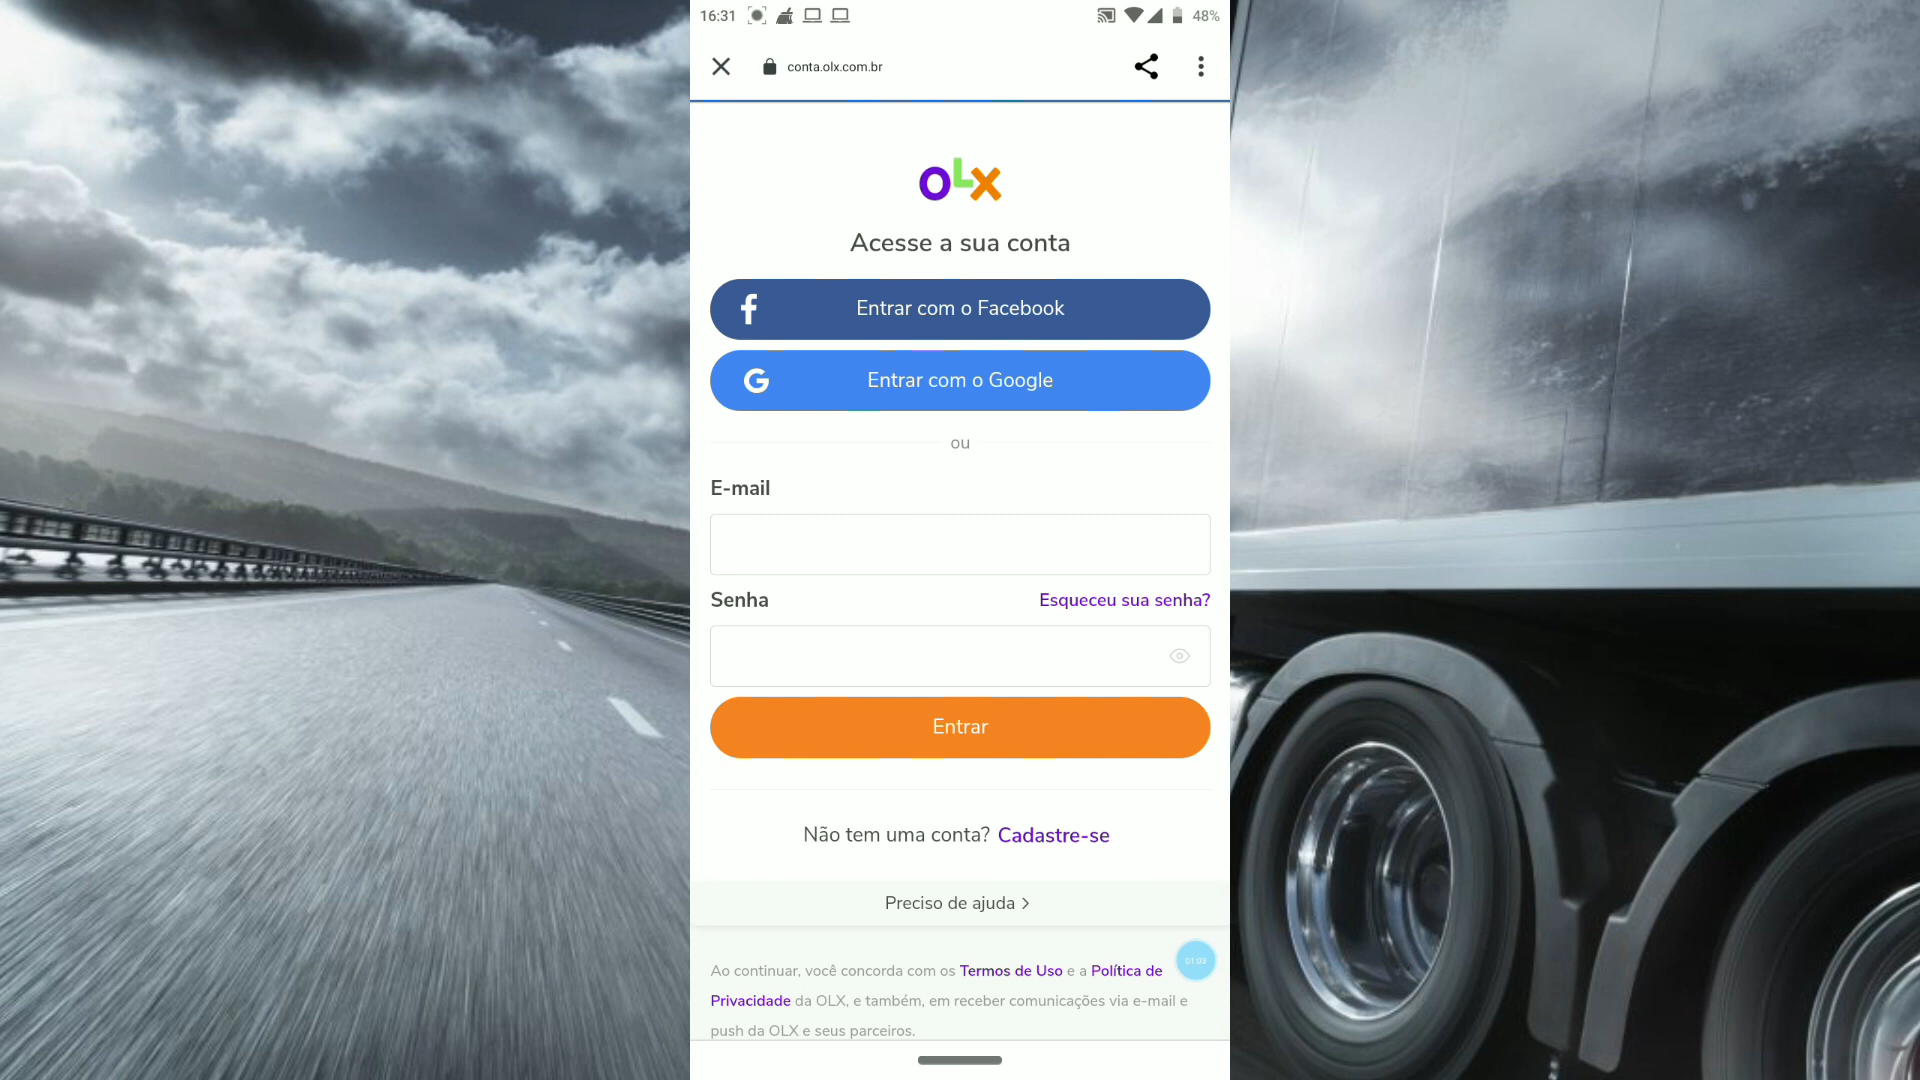 16:31
48%
conta.olx.com.br
OLX
Acesse a sua conta
Entrar com o Facebook
Entrar com o Google
ou
E-mail
Senha
Esqueceu sua senha?
Entrar
Não tem uma conta? Cadastre-se
Preciso de ajuda
01:03
Ao continuar, você concorda com os Termos de Uso e a Política de
Privacidade da OLX, e também, em receber comunicações via e-mail e
push da OLX e seus parceiros.